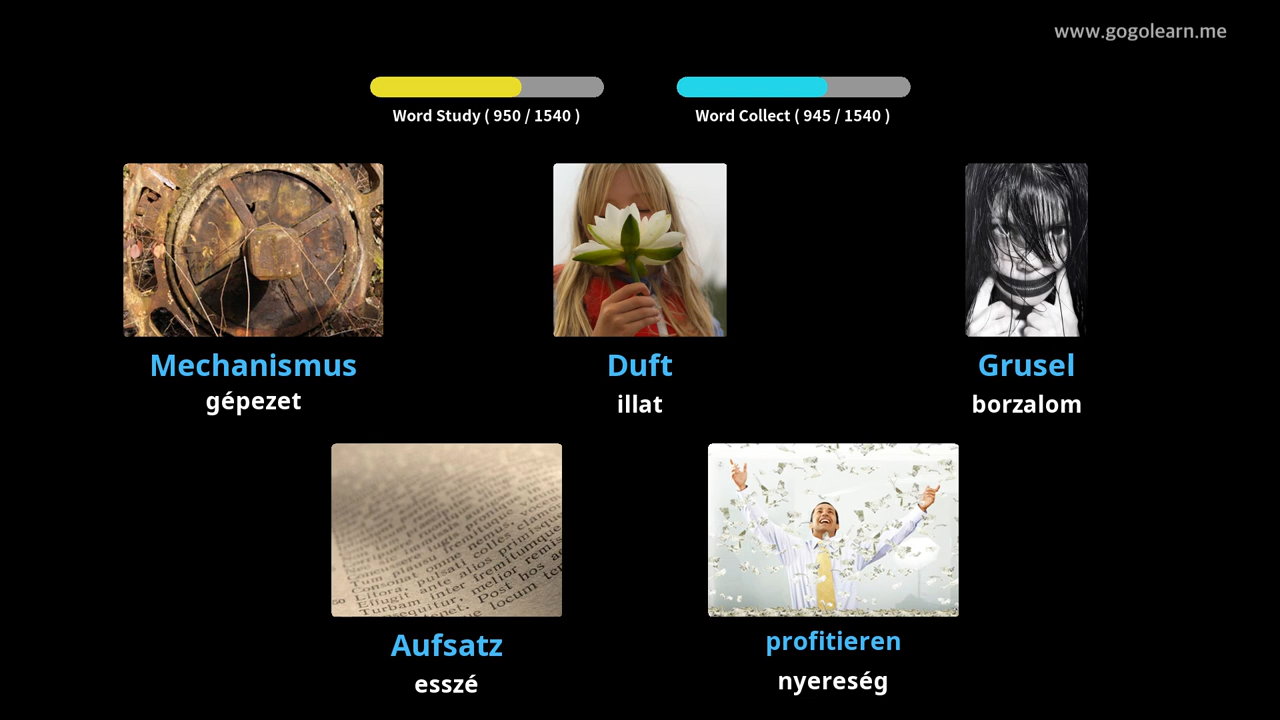 www.gogolearn.me
Word Study ( 950 / 1540 )
Word Collect ( 945 / 1540 )
Mechanismus
gépezet
Duft
illat
Grusel
borzalom
Aufsatz
esszé
profitieren
nyereség